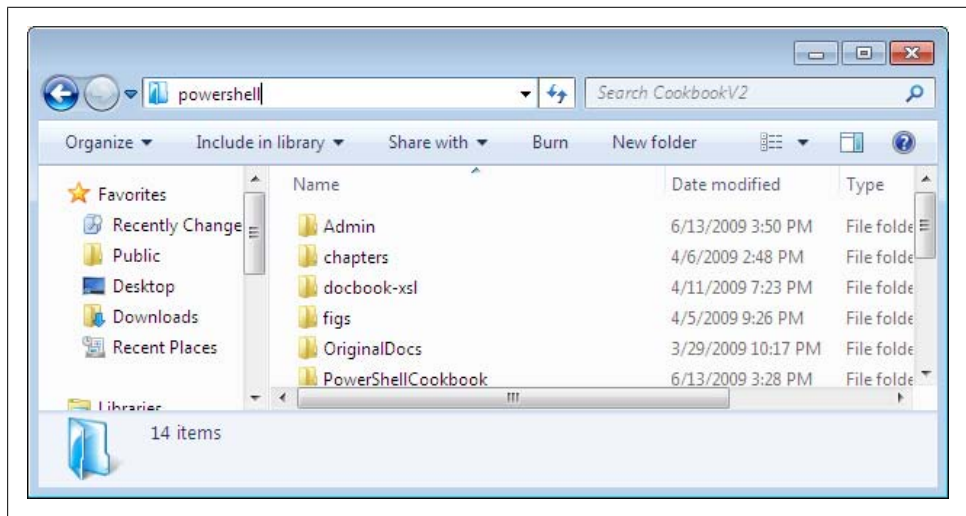 powershell
Search CookbookV2
Organize Include in library Share with Burn New folder
Favorites
Recently Change
Public
Desktop
Downloads
Recent Places
Libraries
Name Date modified Type
Admin 6/13/2009 3:50 PM File folde
chapters 4/6/2009 2:48 PM File folde
docbook-xsl 4/11/2009 7:23 PM File folde
figs 4/5/2009 9:26 PM File folde
OriginalDocs 3/29/2009 10:17 PM File folde
PowerShellCookbook 6/13/2009 3:28 PM File folde
14 items